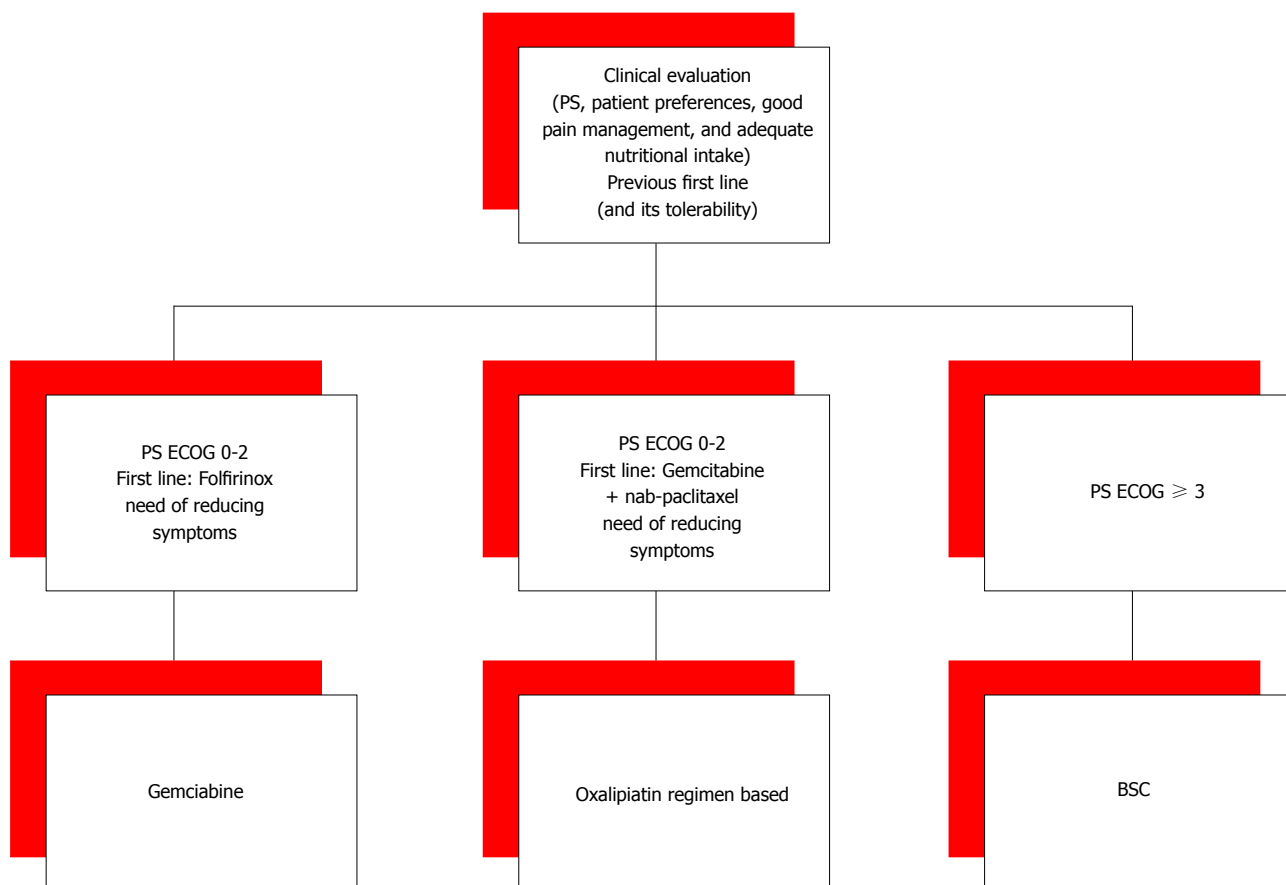 Clinical evaluation
(PS, patient preferences, good
pain management, and adequate
nutritional intake)
Previous first line
(and its tolerability)
PS ECOG 0-2
First line: Folfirinox
need of reducing
symptoms
PS ECOG 0-2
First line: Gemcitabine
+ nab-paclitaxel
need of reducing
symptoms
PS ECOG ≥ 3
Gemciabine
Oxalipiatin regimen based
BSC